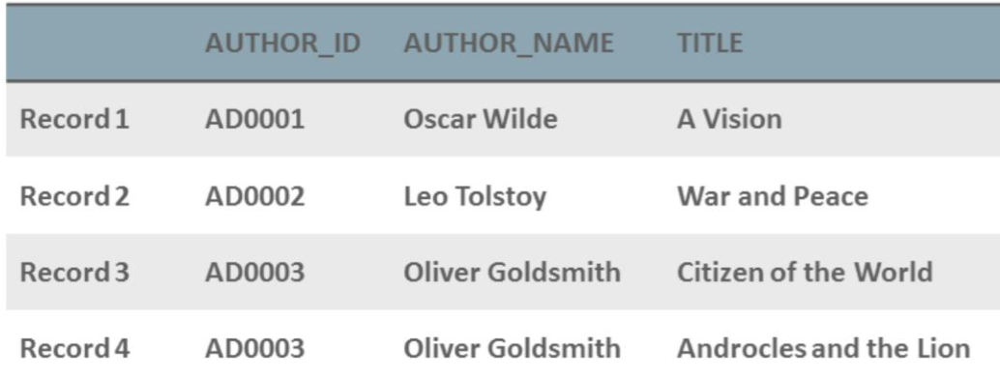 AUTHOR_ID AUTHOR_NAME TITLE
Record 1 AD0001 Oscar Wilde A Vision
Record 2 AD0002 Leo Tolstoy War and Peace
Record 3 AD0003 Oliver Goldsmith Citizen of the World
Record 4 AD0003 Oliver Goldsmith Androcles and the Lion